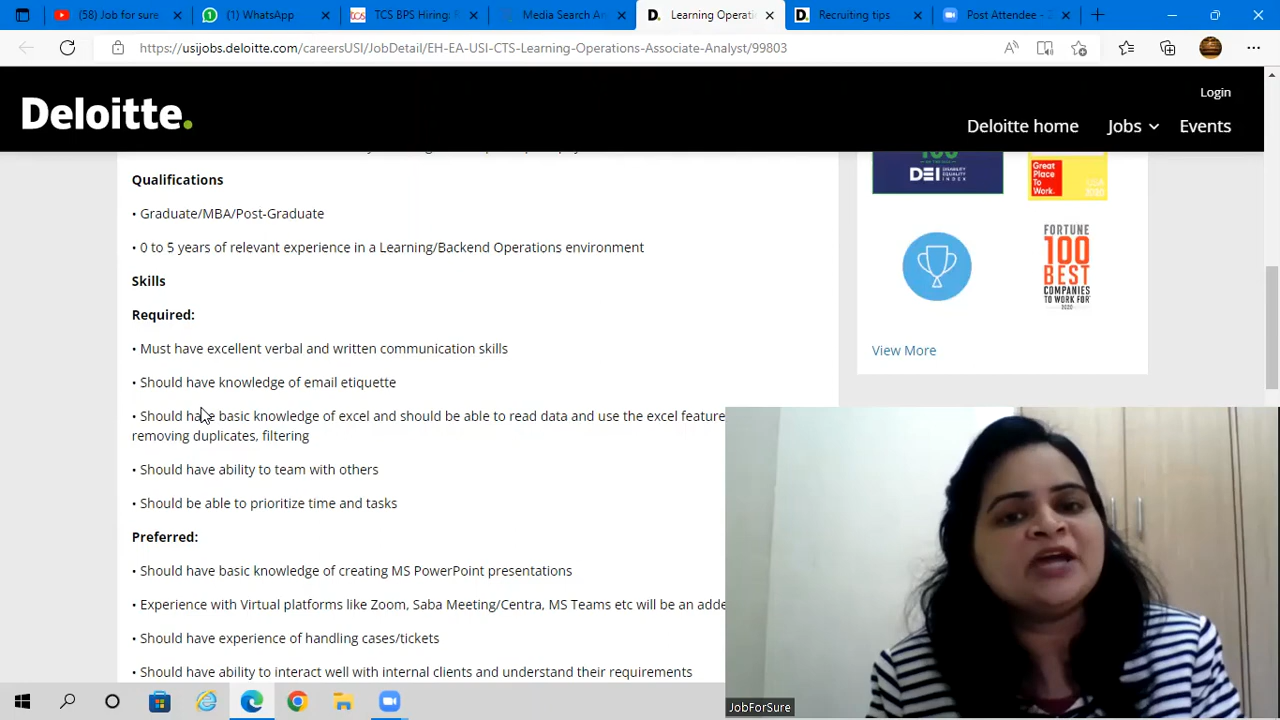 (58) Job for sure
(1) WhatsApp
TCS BPS Hiring:
Media Search An
Learning Operati
Recruiting tips
Post Attendee - Z
https://usijobs.deloitte.com/careersUSI/JobDetail/EH-EA-USI-CTS-Learning-Operations-Associate-Analyst/99803
Login
Deloitte.
Deloitte home
Jobs
Events
Qualifications
• Graduate/MBA/Post-Graduate
• 0 to 5 years of relevant experience in a Learning/Backend Operations environment
Skills
Required:
• Must have excellent verbal and written communication skills
• Should have knowledge of email etiquette
• Should have basic knowledge of excel and should be able to read data and use the excel feature
removing duplicates, filtering
• Should have ability to team with others
• Should be able to prioritize time and tasks
Preferred:
• Should have basic knowledge of creating MS PowerPoint presentations
• Experience with Virtual platforms like Zoom, Saba Meeting/Centra, MS Teams etc will be an adde
• Should have experience of handling cases/tickets
• Should have ability to interact well with internal clients and understand their requirements
DEI DISABILITY EQUALITY INDEX
Great
Place
To
Work.
FORTUNE
100
BEST
COMPANIES
TO WORK FOR
2020
View More
JobForSure